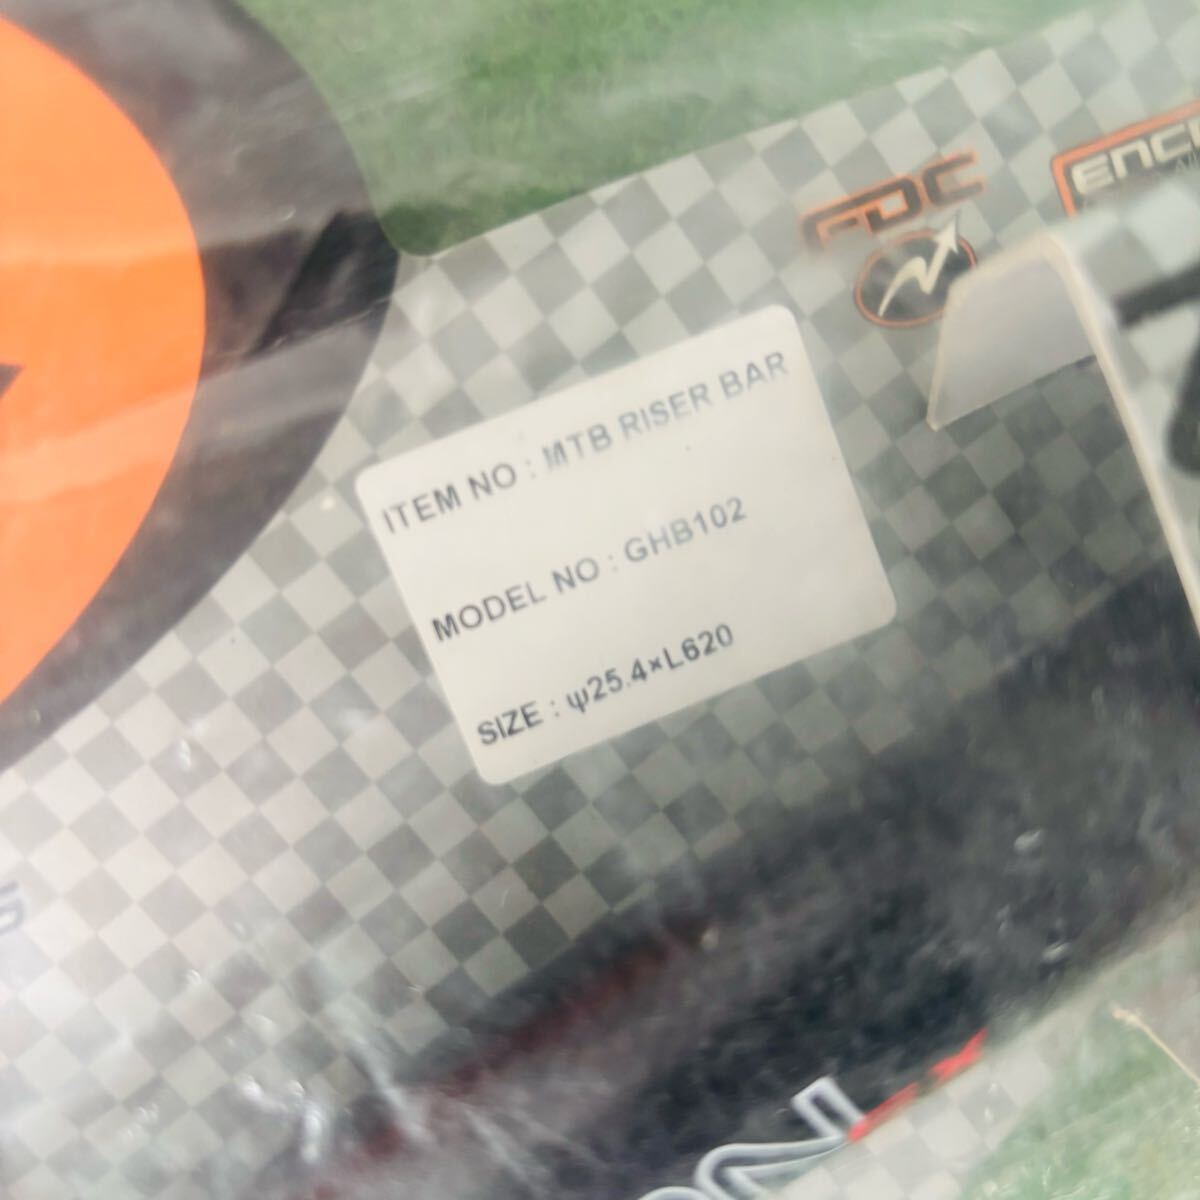 FDC
ITEM NO : MTB RISER BAR
MODEL NO : GHB102
SIZE : ψ25.4×L620